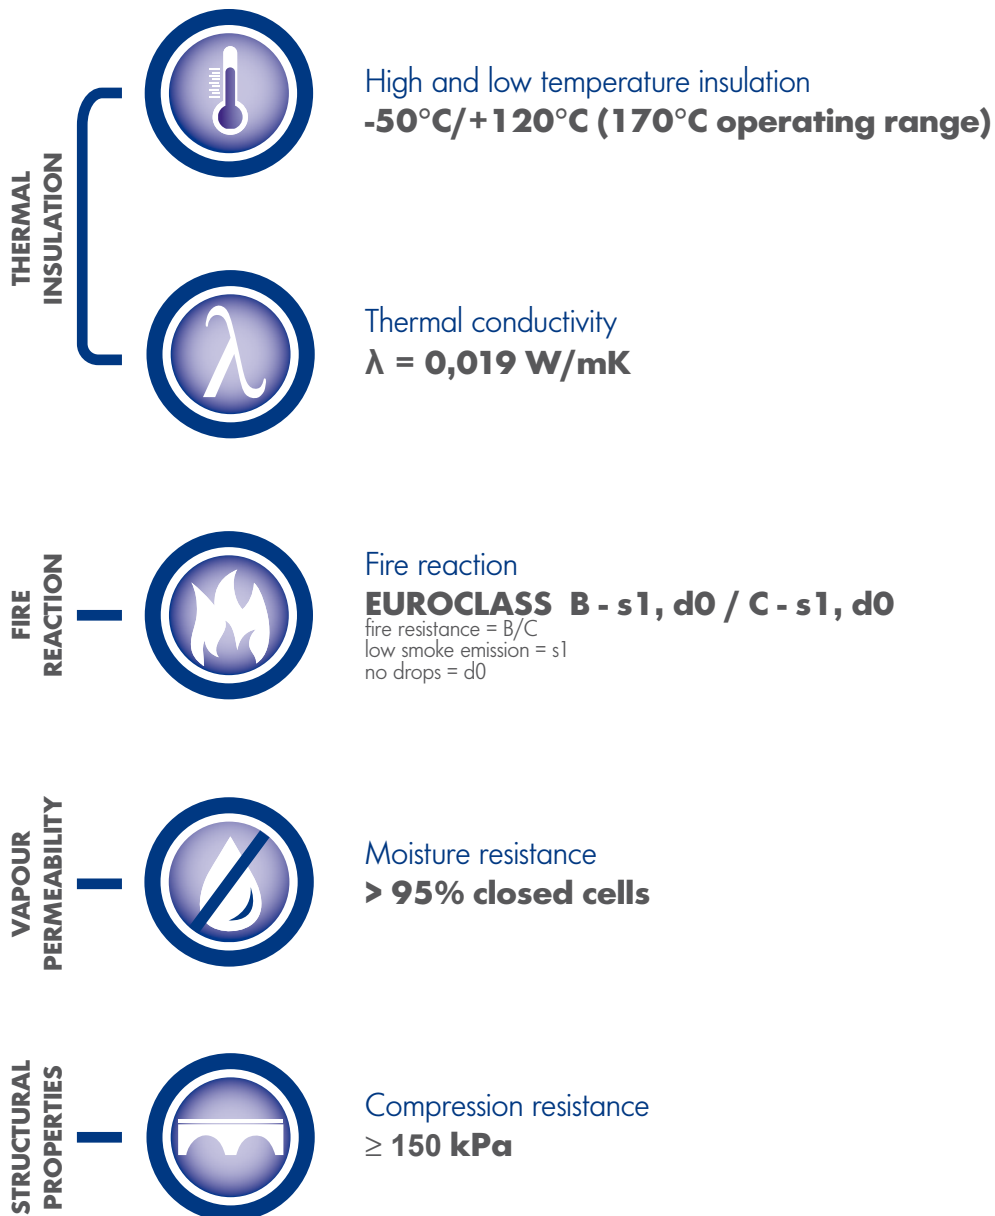 THERMAL
INSULATION
High and low temperature insulation
-50°C/+120°C (170°C operating range)
λ
Thermal conductivity
λ = 0,019 W/mK
FIRE
REACTION
Fire reaction
EUROCLASS B - s1, d0 / C - s1, d0
fire resistance = B/C
low smoke emission = s1
no drops = d0
VAPOUR
PERMEABILITY
Moisture resistance
> 95% closed cells
STRUCTURAL
PROPERTIES
Compression resistance
≥ 150 kPa